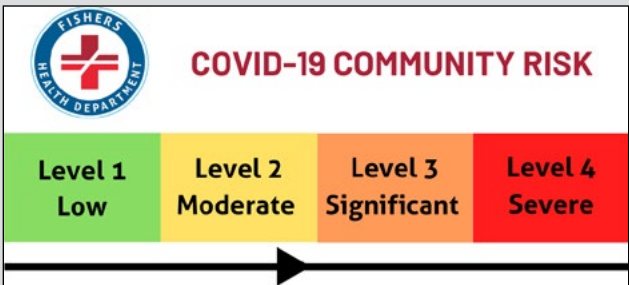 FISHERS
HEALTH DEPARTMENT
COVID-19 COMMUNITY RISK
Level 1
Low
Level 2
Moderate
Level 3
Significant
Level 4
Severe